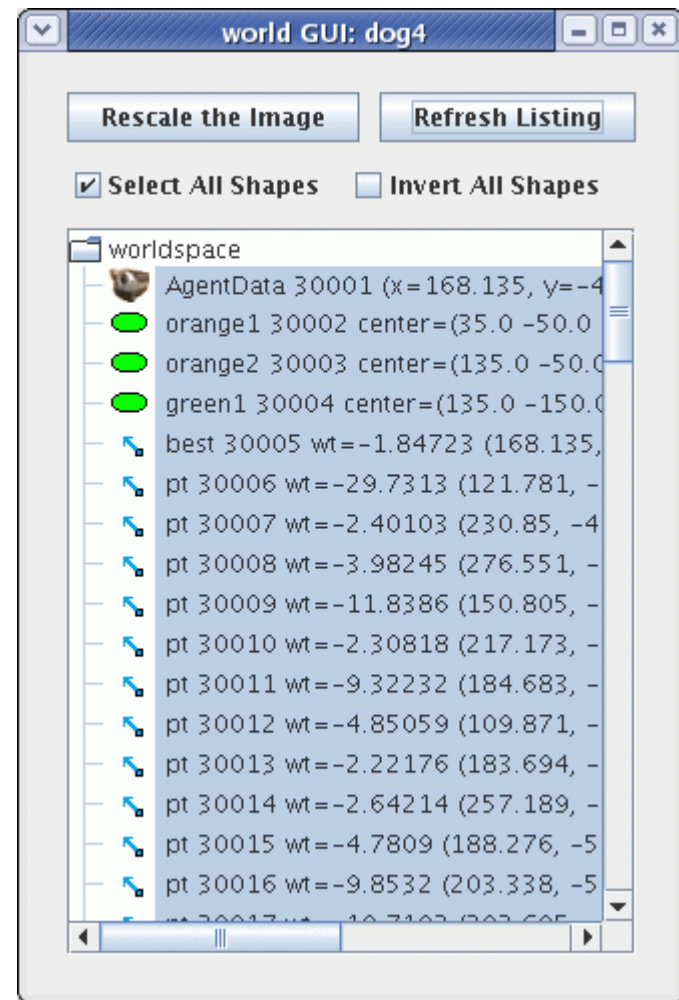 world GUI: dog4
Rescale the Image
Refresh Listing
Select All Shapes
Invert All Shapes
worldspace
AgentData 30001 (x=168.135, y=-4
orange1 30002 center=(35.0 -50.0
orange2 30003 center=(135.0 -50.0
green1 30004 center=(135.0 -150.0
best 30005 wt=-1.84723 (168.135,
pt 30006 wt=-29.7313 (121.781, -
pt 30007 wt=-2.40103 (230.85, -4
pt 30008 wt=-3.98245 (276.551, -
pt 30009 wt=-11.8386 (150.805, -
pt 30010 wt=-2.30818 (217.173, -
pt 30011 wt=-9.32232 (184.683, -
pt 30012 wt=-4.85059 (109.871, -
pt 30013 wt=-2.22176 (183.694, -
pt 30014 wt=-2.64214 (257.189, -
pt 30015 wt=-4.7809 (188.276, -5
pt 30016 wt=-9.8532 (203.338, -5